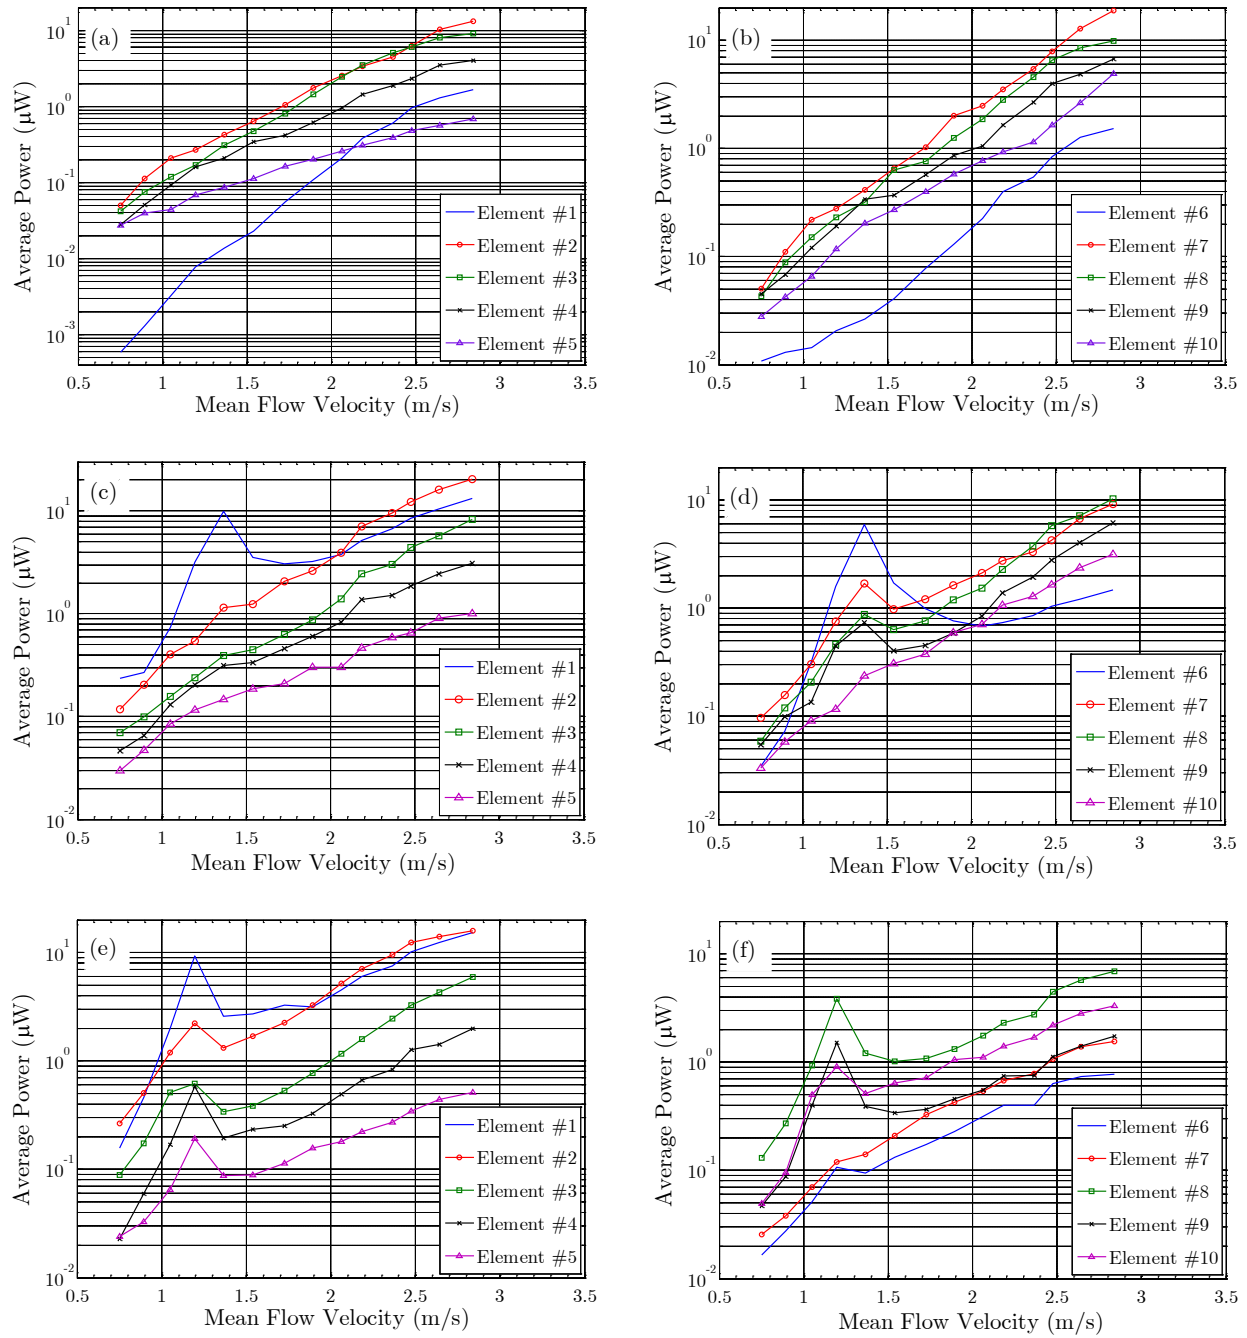 (a)
Average Power (μW)
10^1
10^0
10^-1
10^-2
10^-3
Element #1
Element #2
Element #3
Element #4
Element #5
0.5 1 1.5 2 2.5 3 3.5
Mean Flow Velocity (m/s)
(b)
Average Power (μW)
10^1
10^0
10^-1
10^-2
Element #6
Element #7
Element #8
Element #9
Element #10
0.5 1 1.5 2 2.5 3 3.5
Mean Flow Velocity (m/s)
(c)
Average Power (μW)
10^1
10^0
10^-1
10^-2
Element #1
Element #2
Element #3
Element #4
Element #5
0.5 1 1.5 2 2.5 3 3.5
Mean Flow Velocity (m/s)
(d)
Average Power (μW)
10^1
10^0
10^-1
10^-2
Element #6
Element #7
Element #8
Element #9
Element #10
0.5 1 1.5 2 2.5 3 3.5
Mean Flow Velocity (m/s)
(e)
Average Power (μW)
10^1
10^0
10^-1
10^-2
Element #1
Element #2
Element #3
Element #4
Element #5
0.5 1 1.5 2 2.5 3 3.5
Mean Flow Velocity (m/s)
(f)
Average Power (μW)
10^1
10^0
10^-1
10^-2
Element #6
Element #7
Element #8
Element #9
Element #10
0.5 1 1.5 2 2.5 3 3.5
Mean Flow Velocity (m/s)